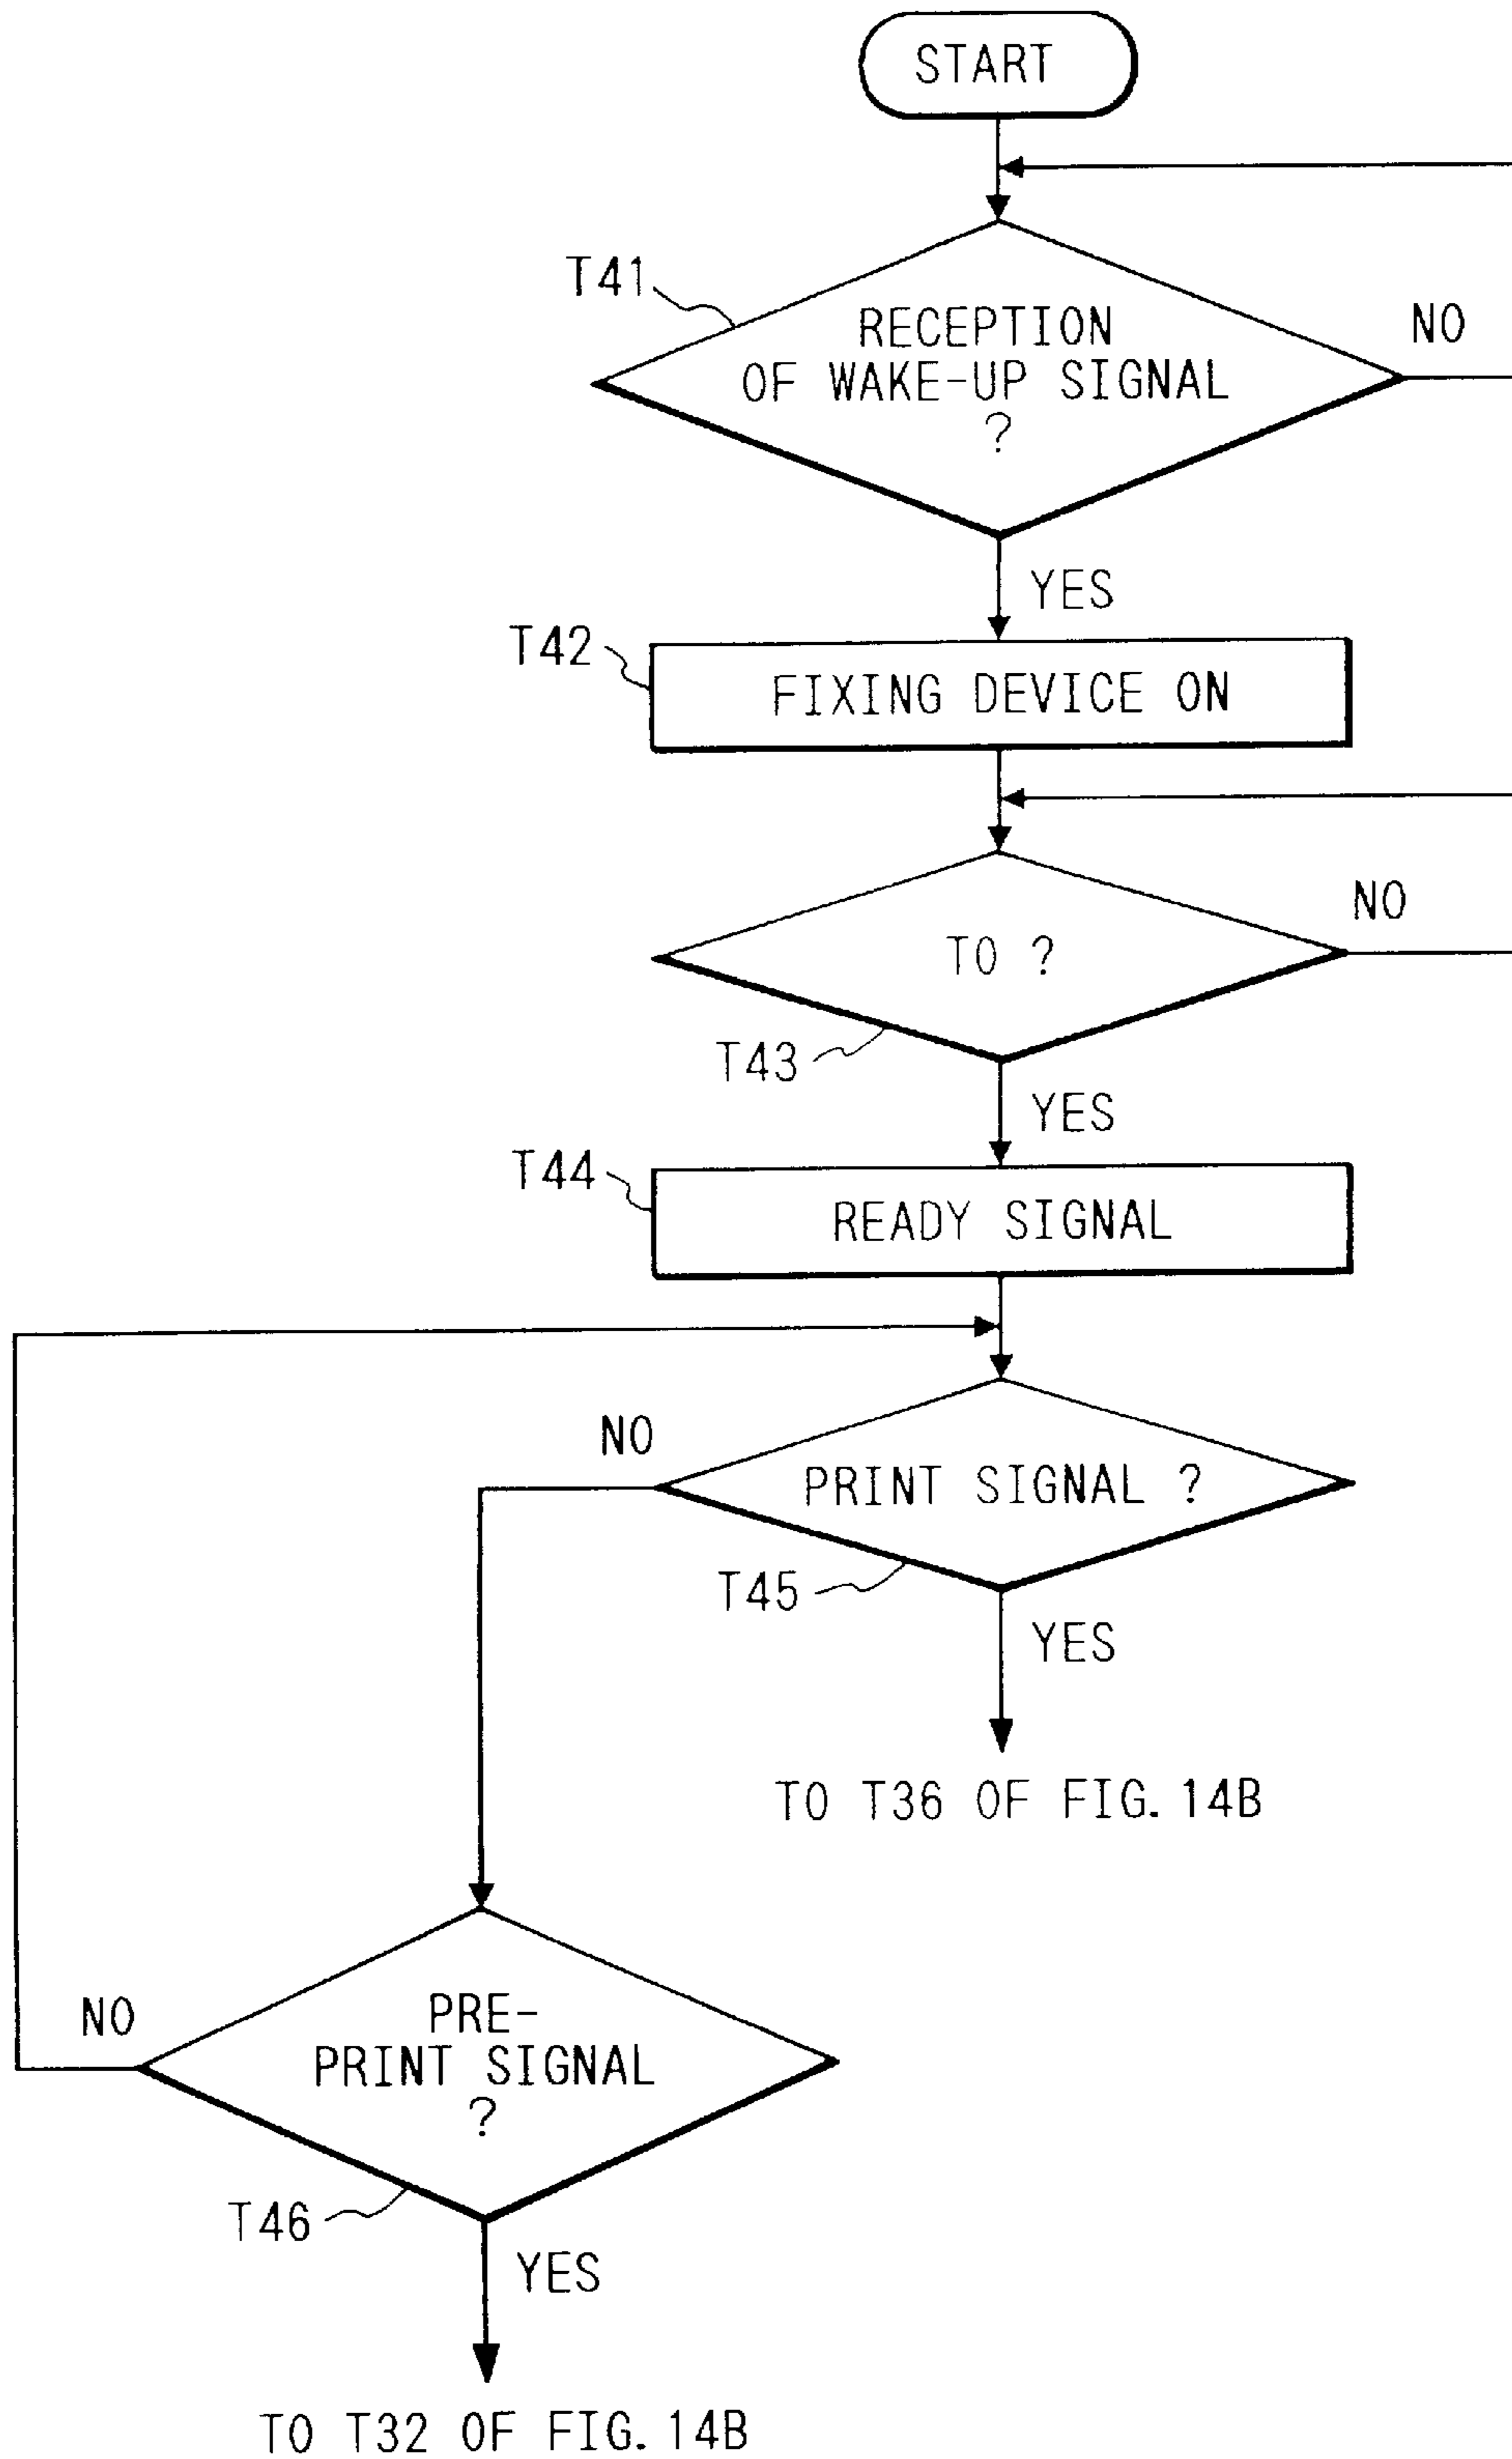 START
T41
RECEPTION
OF WAKE-UP SIGNAL
?
NO
YES
T42
FIXING DEVICE ON
NO
TO ?
T43
YES
T44
READY SIGNAL
NO
PRINT SIGNAL ?
T45
YES
TO T36 OF FIG. 14B
NO
PRE-
PRINT SIGNAL
?
T46
YES
TO T32 OF FIG. 14B